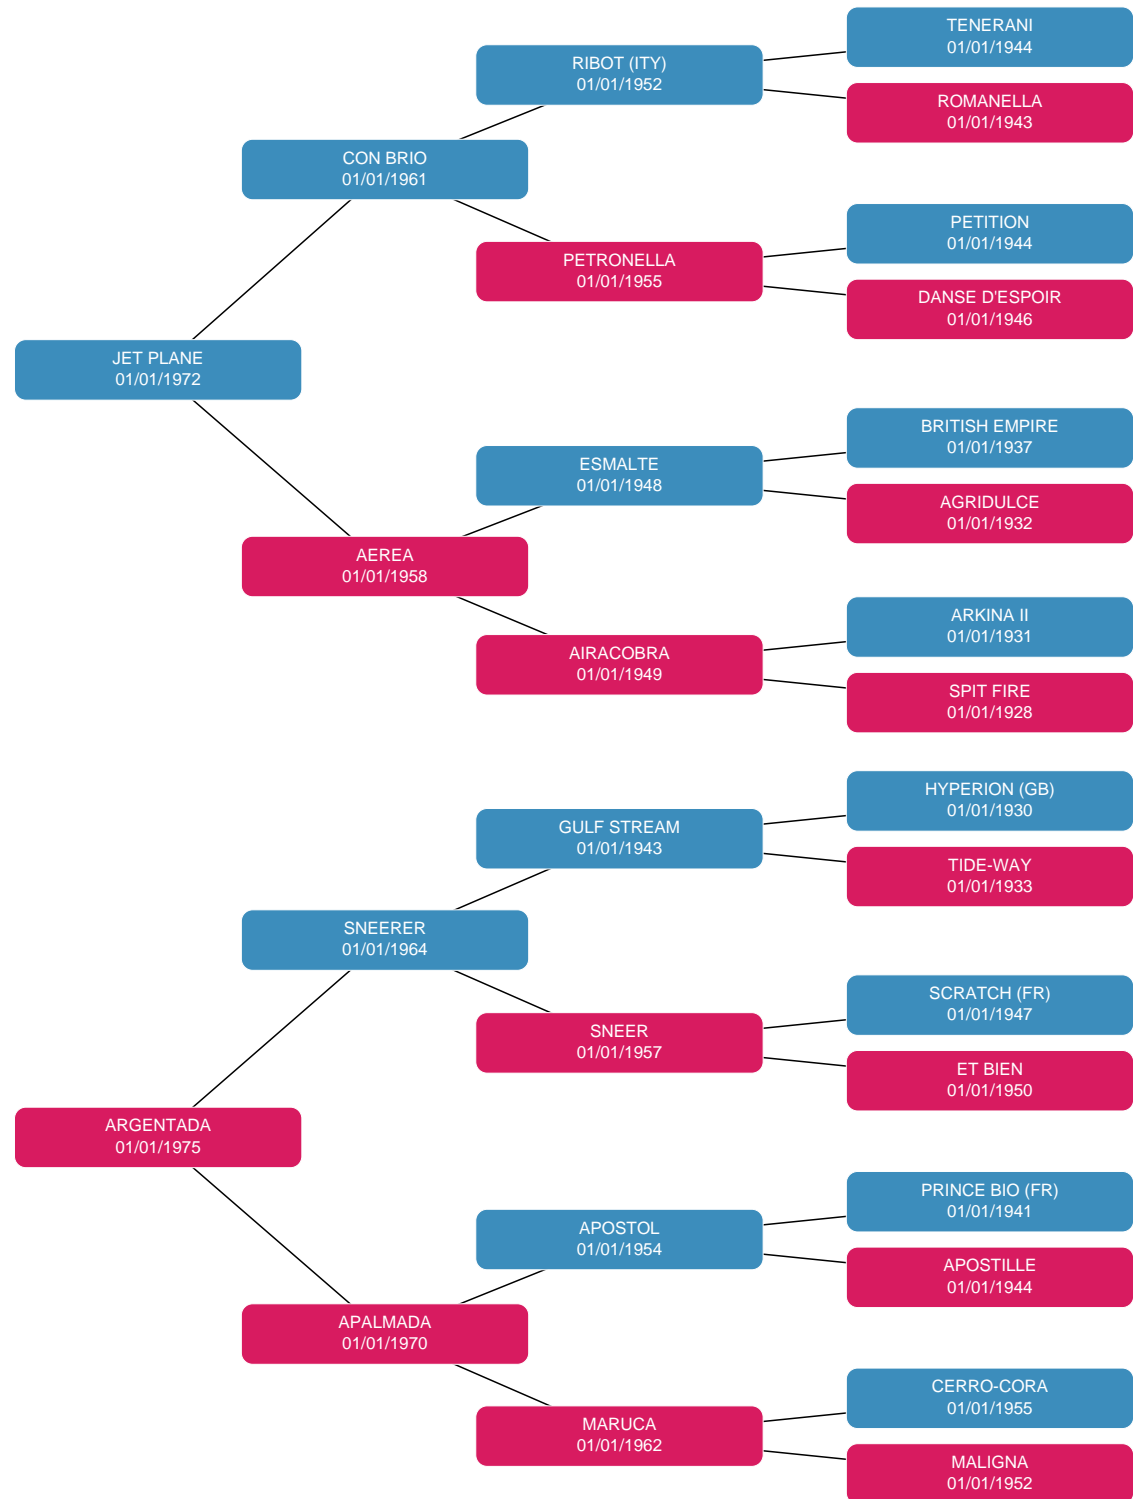 TENERANI
01/01/1944
RIBOT (ITY)
01/01/1952
ROMANELLA
01/01/1943
CON BRIO
01/01/1961
PETITION
01/01/1944
PETRONELLA
01/01/1955
DANSE D'ESPOIR
01/01/1946
JET PLANE
01/01/1972
BRITISH EMPIRE
01/01/1937
ESMALTE
01/01/1948
AGRIDULCE
01/01/1932
AEREA
01/01/1958
ARKINA II
01/01/1931
AIRACOBRA
01/01/1949
SPIT FIRE
01/01/1928
HYPERION (GB)
01/01/1930
GULF STREAM
01/01/1943
TIDE-WAY
01/01/1933
SNEERER
01/01/1964
SCRATCH (FR)
01/01/1947
SNEER
01/01/1957
ET BIEN
01/01/1950
ARGENTADA
01/01/1975
PRINCE BIO (FR)
01/01/1941
APOSTOL
01/01/1954
APOSTILLE
01/01/1944
APALMADA
01/01/1970
CERRO-CORA
01/01/1955
MARUCA
01/01/1962
MALIGNA
01/01/1952